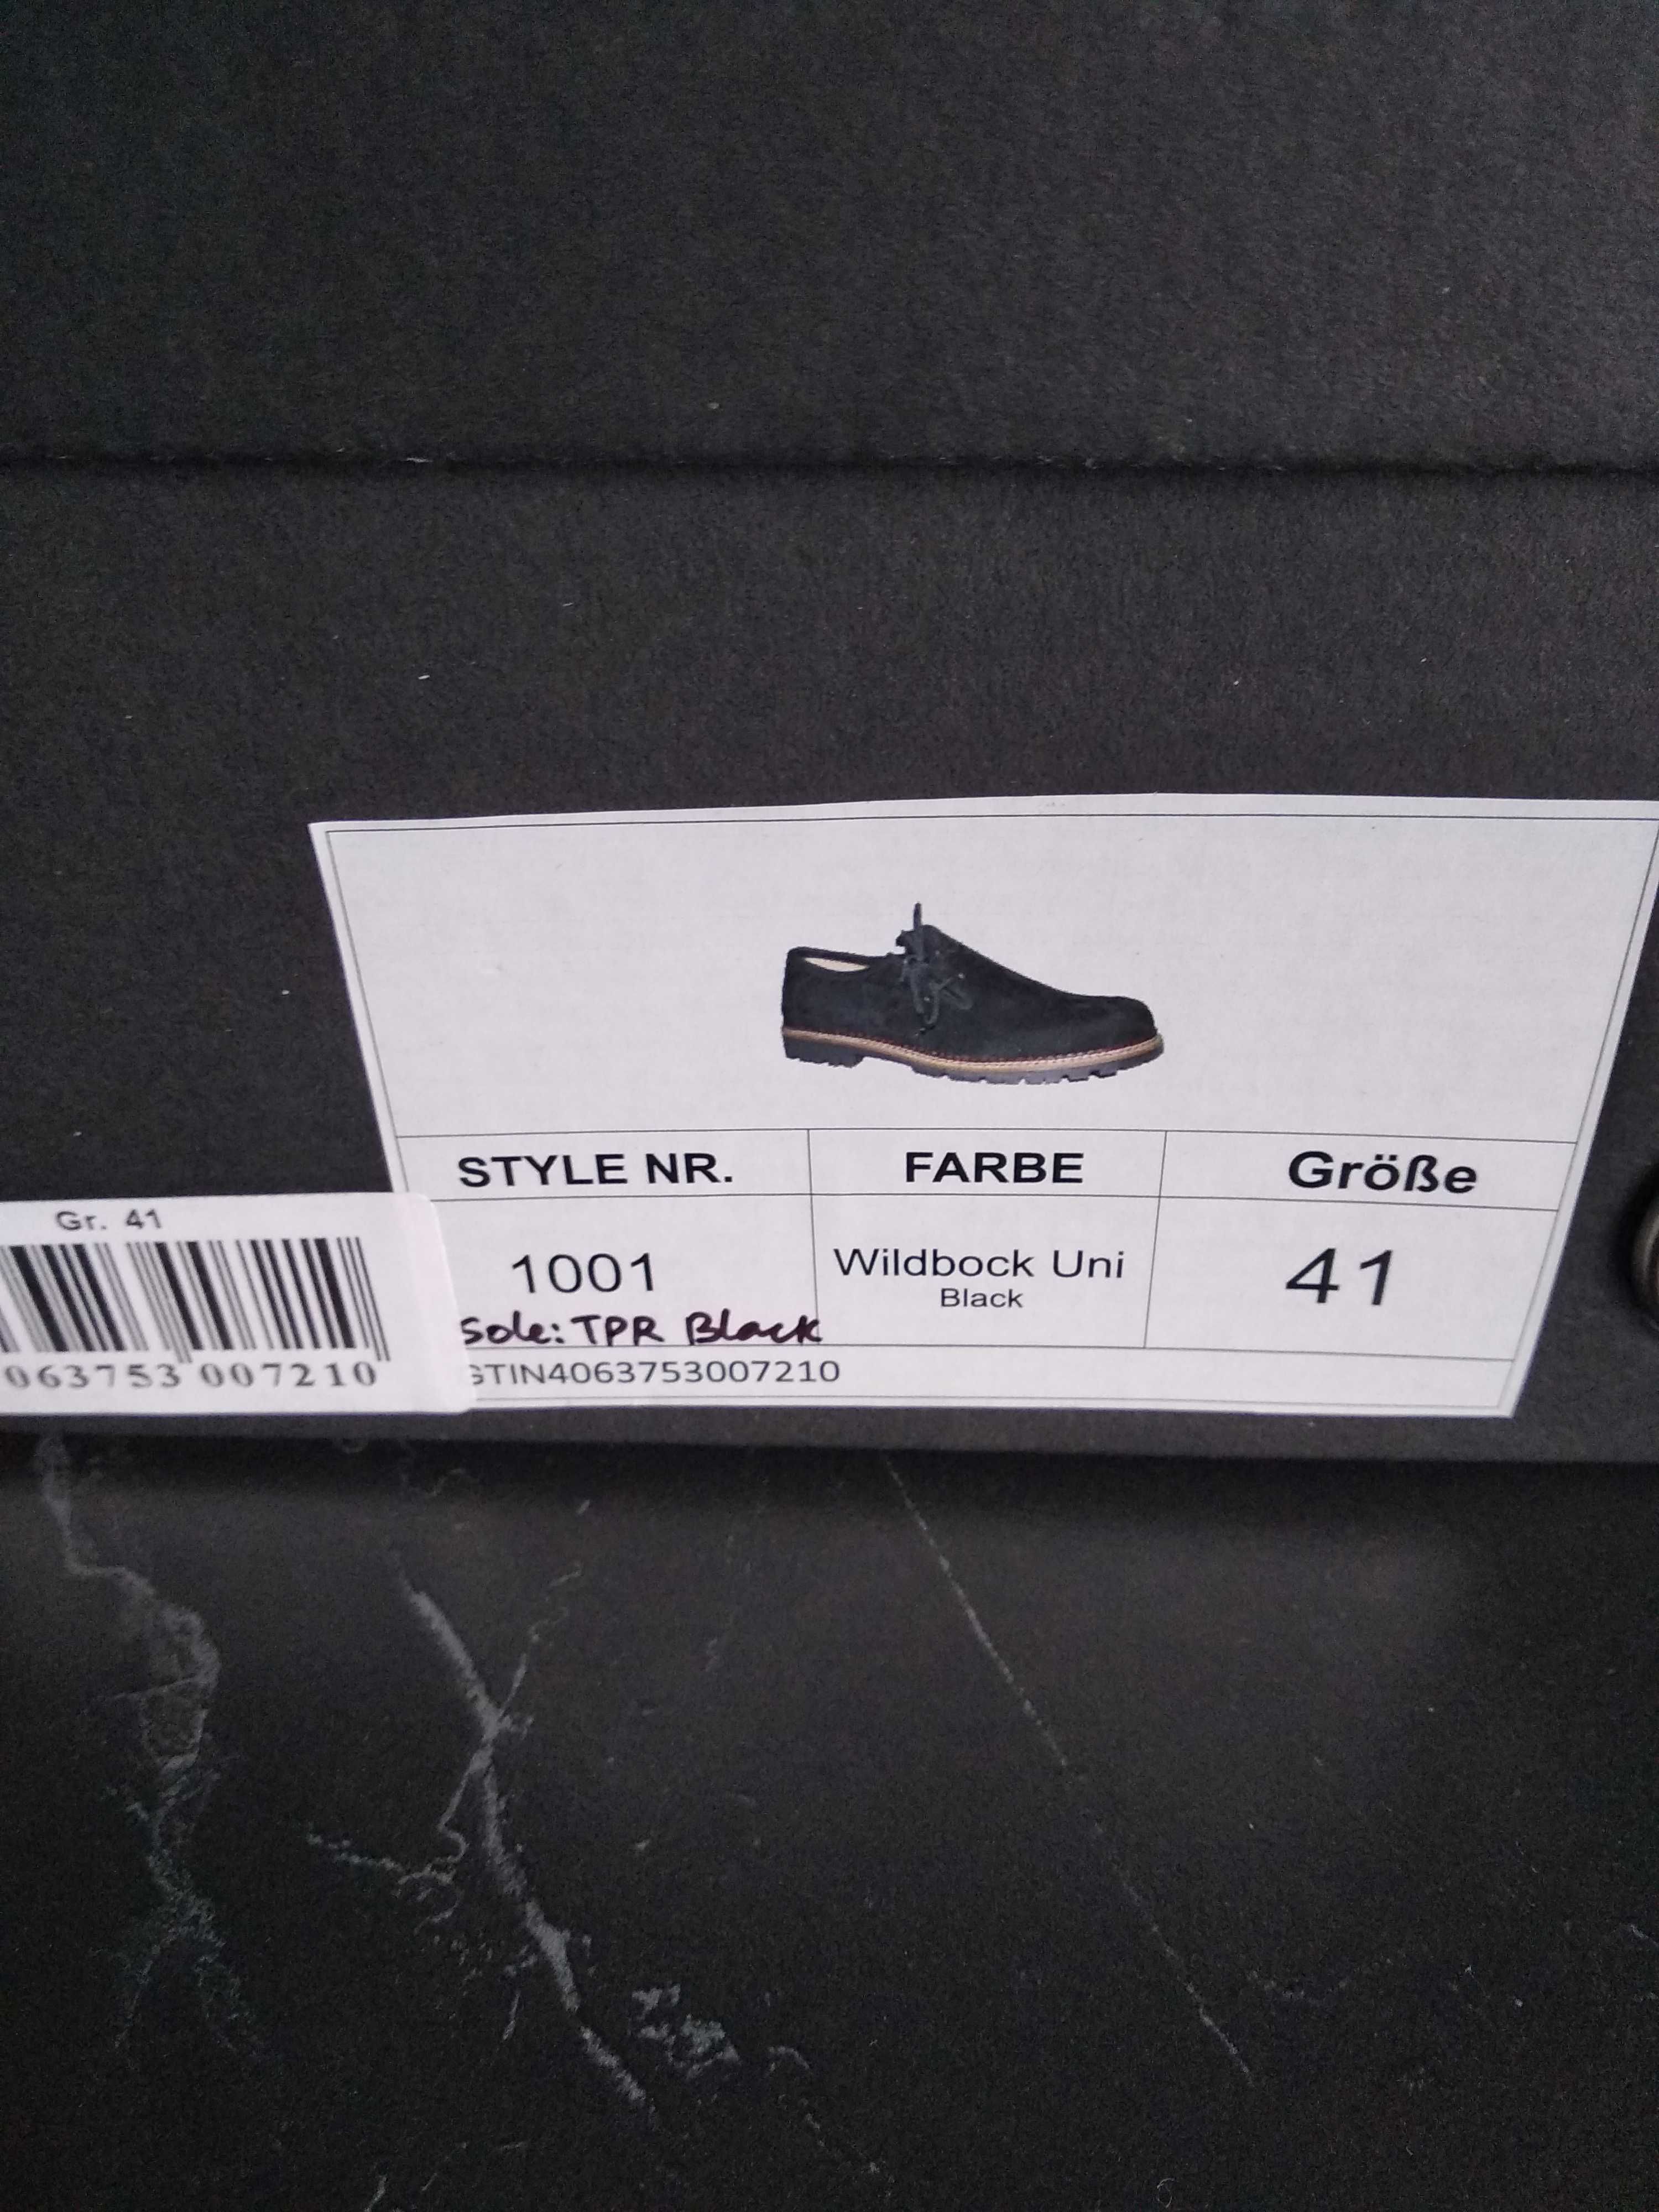 STYLE NR. FARBE Größe
Gr. 41
1001 Wildbock Uni 41
Black
Sole: TPR Black
063753 007210
GTIN4063753007210